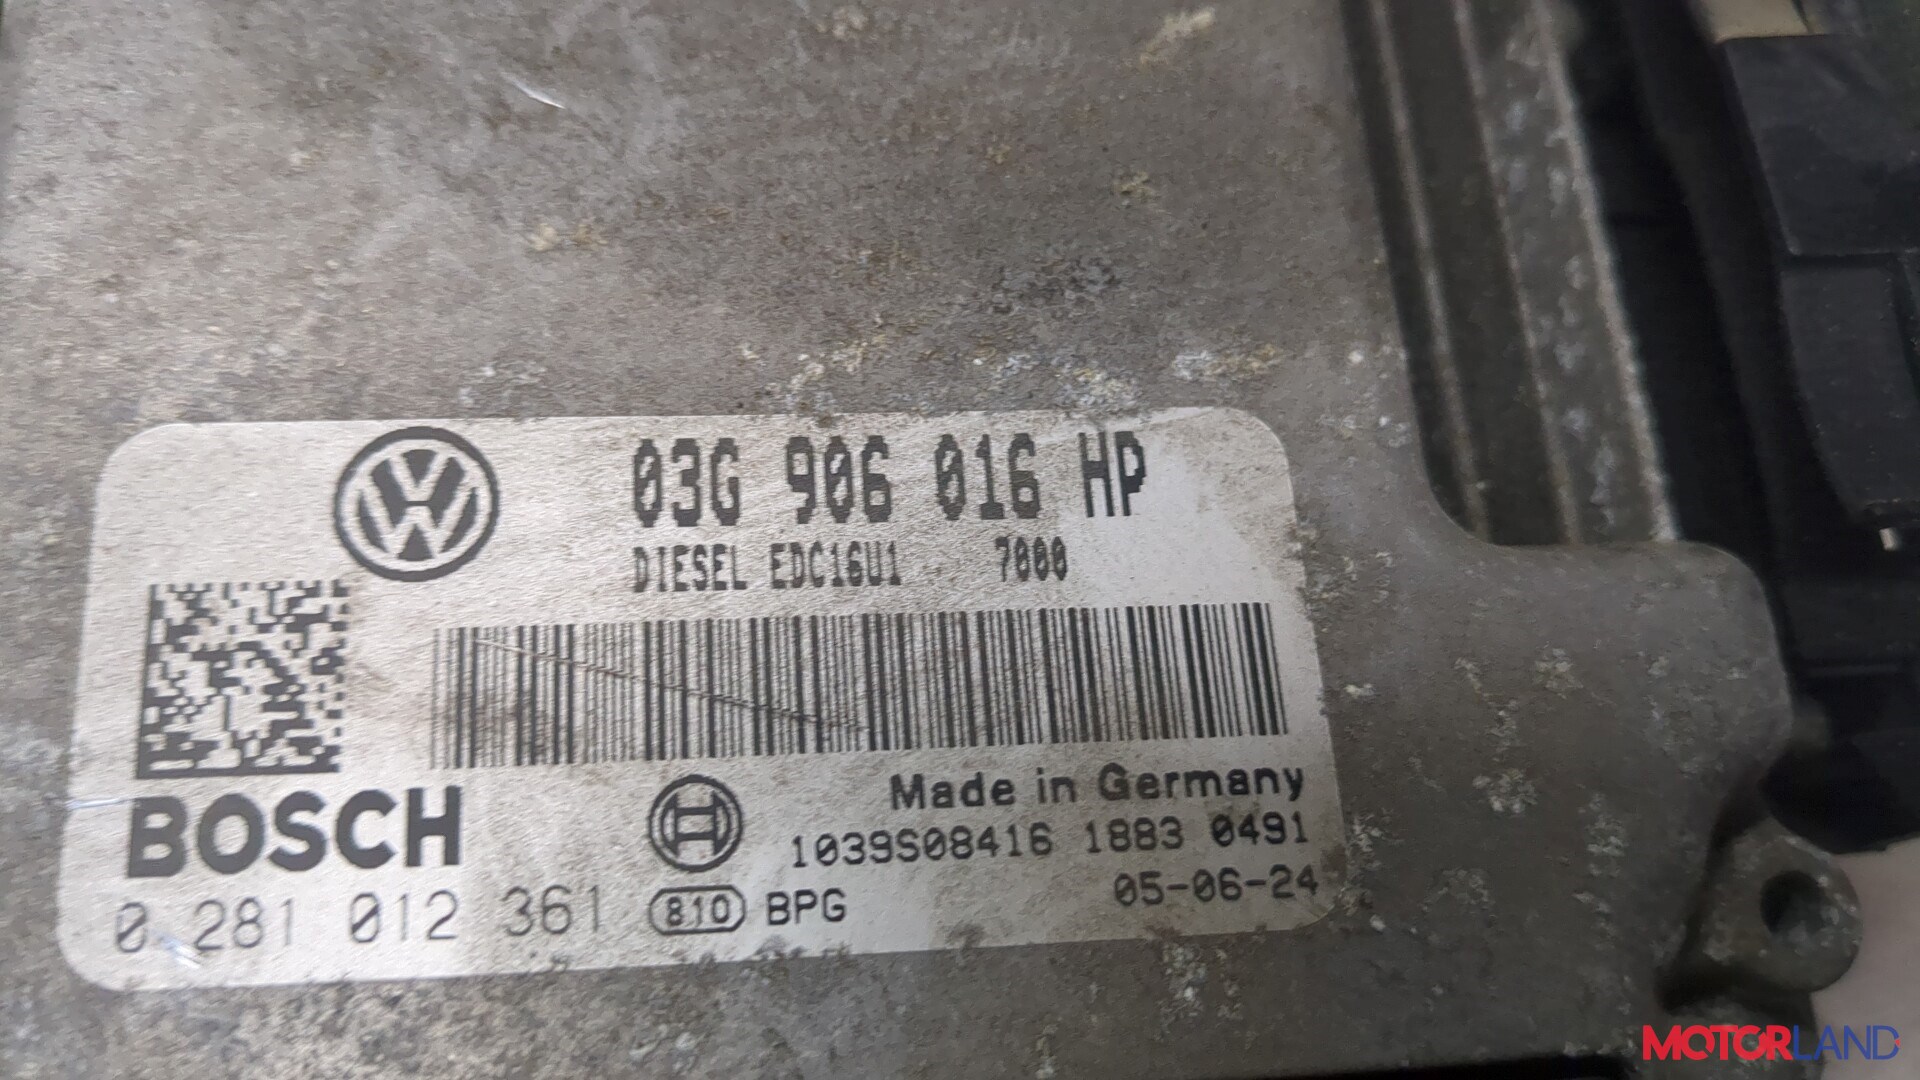 03G 906 016 HP
DIESEL EDC16U1 7000
BOSCH
Made in Germany
1039S08416 1883 0491
0 281 012 361 810 BPG 05-06-24
MOTORLAND